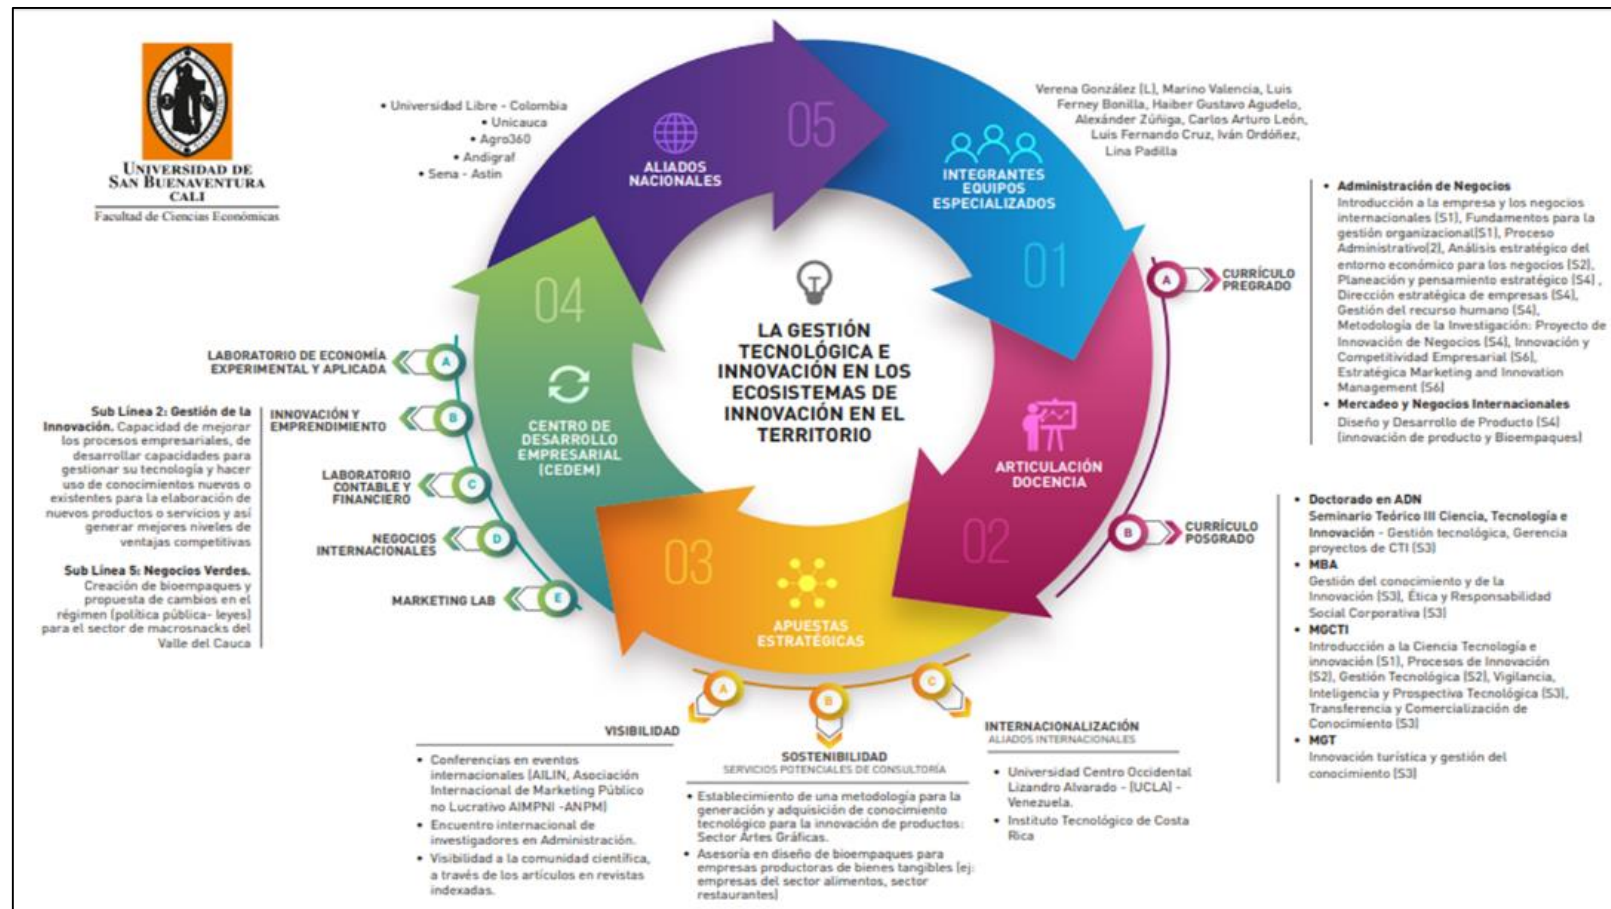 UNIVERSIDAD DE
SAN BUENAVENTURA
CALI
Facultad de Ciencias Económicas
• Universidad Libre - Colombia
• Unicauca
• Agro360
• Andigraf
• Sena - Astin
ALIADOS
NACIONALES
05
Verena González (L), Marino Valencia, Luis
Ferney Bonilla, Haiber Gustavo Agudelo,
Alexánder Zúñiga, Carlos Arturo León,
Luis Fernando Cruz, Iván Ordóñez,
Lina Padilla
INTEGRANTES
EQUIPOS
ESPECIALIZADOS
01
LA GESTIÓN
TECNOLÓGICA E
INNOVACIÓN EN LOS
ECOSISTEMAS DE
INNOVACIÓN EN EL
TERRITORIO
A
CURRÍCULO
PREGRADO
• Administración de Negocios
Introducción a la empresa y los negocios
internacionales (S1), Fundamentos para la
gestión organizacional(S1), Proceso
Administrativo(2), Análisis estratégico del
entorno económico para los negocios (S2),
Planeación y pensamiento estratégico (S4) ,
Dirección estratégica de empresas (S4),
Gestión del recurso humano (S4),
Metodología de la Investigación: Proyecto de
Innovación de Negocios (S4), Innovación y
Competitividad Empresarial (S6),
Estratégica Marketing and Innovation
Management (S6)
• Mercadeo y Negocios Internacionales
Diseño y Desarrollo de Producto (S4)
(innovación de producto y Bioempaques)
ARTICULACIÓN
DOCENCIA
02
B
CURRÍCULO
POSGRADO
• Doctorado en ADN
Seminario Teórico III Ciencia, Tecnología e
Innovación - Gestión tecnológica, Gerencia
proyectos de CTI (S3)
• MBA
Gestión del conocimiento y de la
Innovación (S3), Ética y Responsabilidad
Social Corporativa (S3)
• MGCTI
Introducción a la Ciencia Tecnología e
innovación (S1), Procesos de Innovación
(S2), Gestión Tecnológica (S2), Vigilancia,
Inteligencia y Prospectiva Tecnológica (S3),
Transferencia y Comercialización de
Conocimiento (S3)
• MGT
Innovación turística y gestión del
conocimiento (S3)
03
APUESTAS
ESTRATÉGICAS
A
VISIBILIDAD
• Conferencias en eventos
internacionales (AILIN, Asociación
Internacional de Marketing Público
no Lucrativo AIMPNI -ANPM)
• Encuentro internacional de
investigadores en Administración.
• Visibilidad a la comunidad científica,
a través de los artículos en revistas
indexadas.
B
SOSTENIBILIDAD
SERVICIOS POTENCIALES DE CONSULTORÍA
• Establecimiento de una metodología para la
generación y adquisición de conocimiento
tecnológico para la innovación de productos:
Sector Artes Gráficas.
• Asesoría en diseño de bioempaques para
empresas productoras de bienes tangibles (ej:
empresas del sector alimentos, sector
restaurantes)
C
INTERNACIONALIZACIÓN
ALIADOS INTERNACIONALES
• Universidad Centro Occidental
Lizandro Alvarado - (UCLA) -
Venezuela.
• Instituto Tecnológico de Costa
Rica
04
CENTRO DE
DESARROLLO
EMPRESARIAL
(CEDEM)
LABORATORIO DE ECONOMÍA
EXPERIMENTAL Y APLICADA
A
INNOVACIÓN Y
EMPRENDIMIENTO
B
LABORATORIO
CONTABLE Y
FINANCIERO
C
NEGOCIOS
INTERNACIONALES
D
MARKETING LAB
E
Sub Línea 2: Gestión de la
Innovación. Capacidad de mejorar
los procesos empresariales, de
desarrollar capacidades para
gestionar su tecnología y hacer
uso de conocimientos nuevos o
existentes para la elaboración de
nuevos productos o servicios y así
generar mejores niveles de
ventajas competitivas
Sub Línea 5: Negocios Verdes.
Creación de bioempaques y
propuesta de cambios en el
régimen (política pública- leyes)
para el sector de macrosnacks del
Valle del Cauca